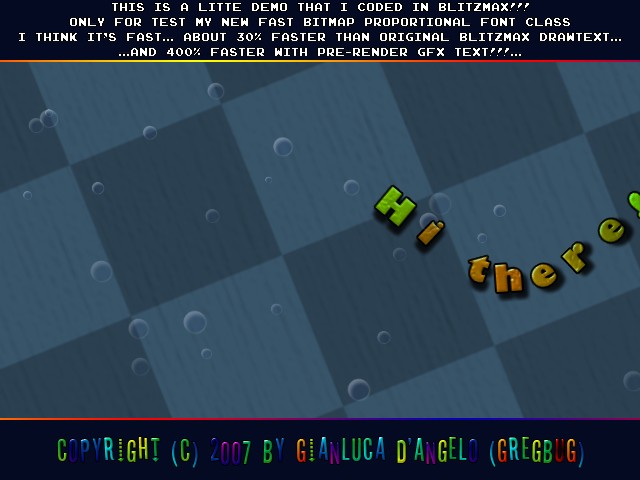 THIS IS A LITTE DEMO THAT I CODED IN BLITZMAX!!!
ONLY FOR TEST MY NEW FAST BITMAP PROPORTIONAL FONT CLASS
I THINK IT'S FAST... ABOUT 30% FASTER THAN ORIGINAL BLITZMAX DRAWTEXT...
...AND 400% FASTER WITH PRE-RENDER GFX TEXT!!!...
Hi there!
COPYRIGHT (C) 2007 BY GIANLUCA D'ANGELO (GREGBUG)